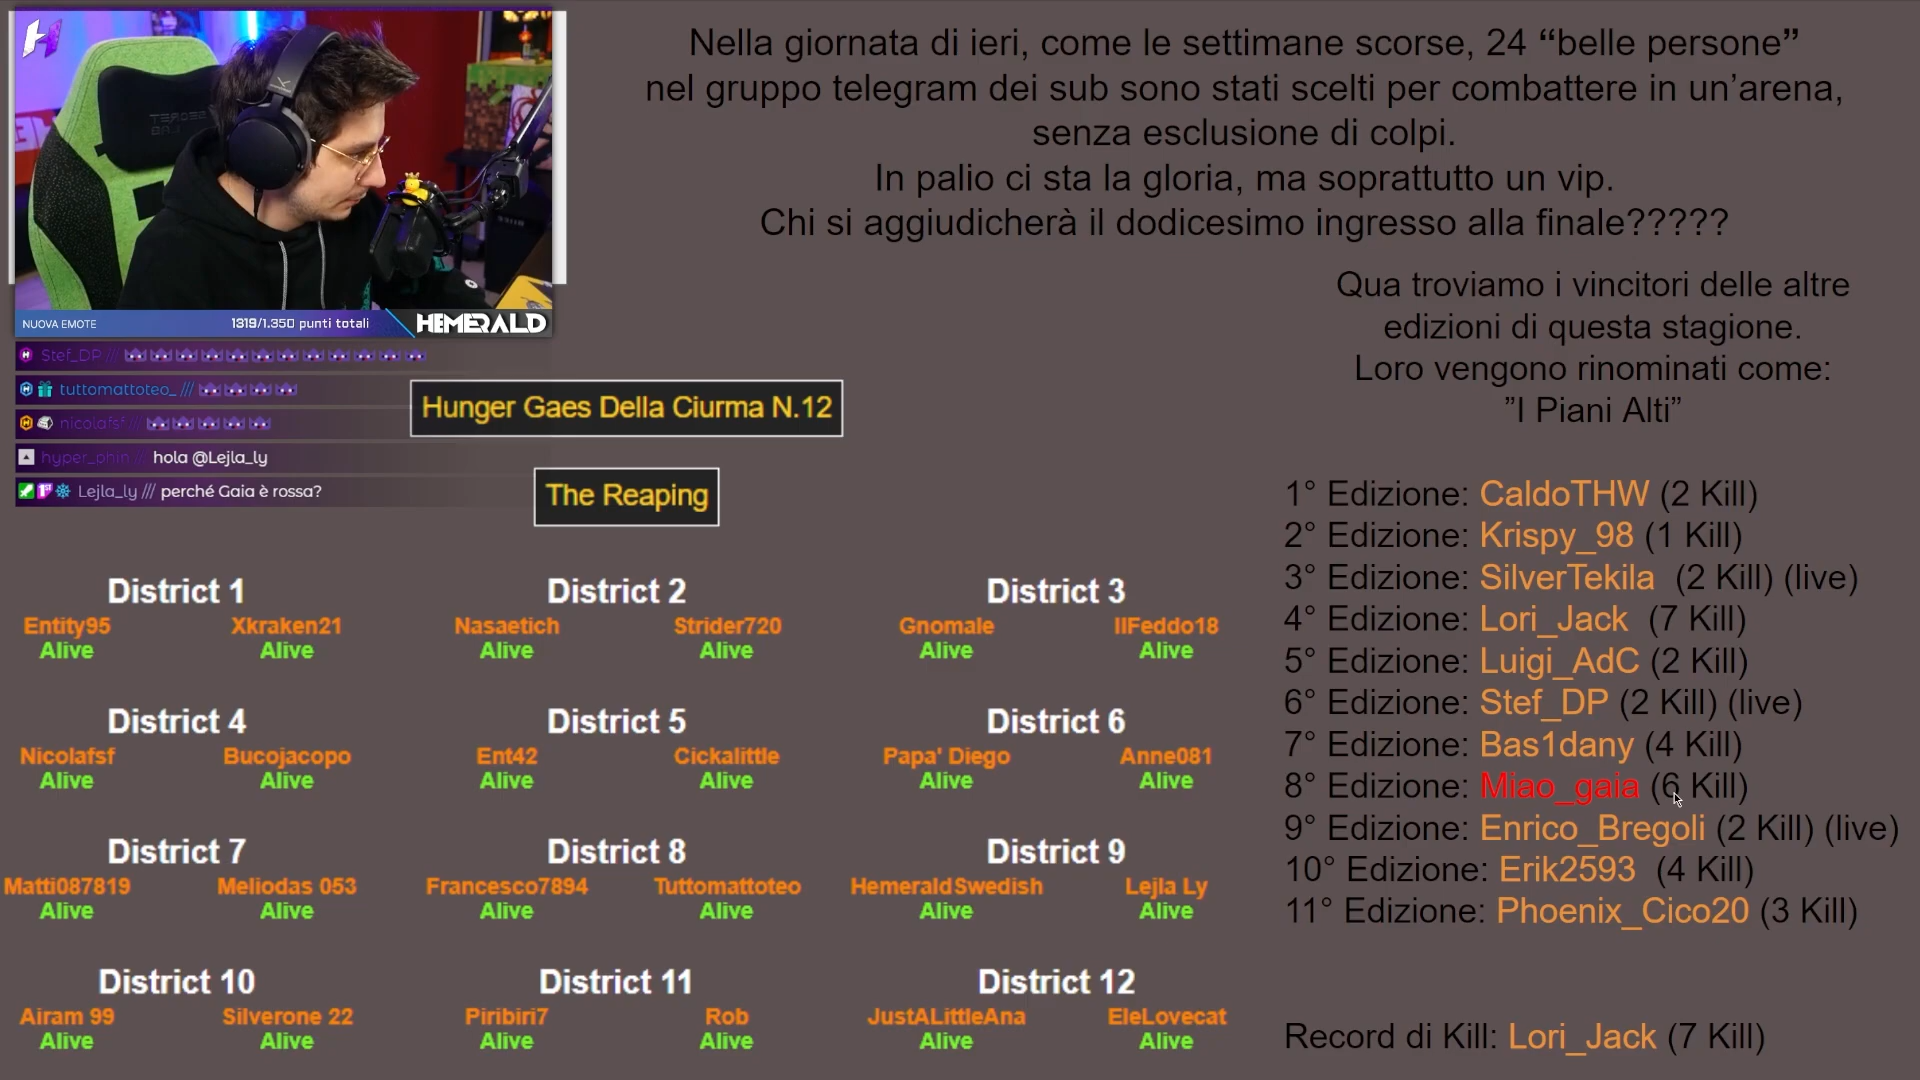 Nella giornata di ieri, come le settimane scorse, 24 “belle persone”
nel gruppo telegram dei sub sono stati scelti per combattere in un’arena,
senza esclusione di colpi.
In palio ci sta la gloria, ma soprattutto un vip.
Chi si aggiudicherà il dodicesimo ingresso alla finale?????
Qua troviamo i vincitori delle altre
edizioni di questa stagione.
Loro vengono rinominati come:
”I Piani Alti”
NUOVA EMOTE 1319/1.350 punti totali HEMERALD
Stef_DP ///
tuttomattoteo_ ///
nicolafsf //
hyper_phin // hola @Lejla_ly
Lejla_ly /// perché Gaia è rossa?
Hunger Gaes Della Ciurma N.12
The Reaping
District 1 District 2 District 3
Entity95 Xkraken21 Nasaetich Strider720 Gnomale IlFeddo18
Alive Alive Alive Alive Alive Alive
District 4 District 5 District 6
Nicolafsf Bucojacopo Ent42 Cickalittle Papa' Diego Anne081
Alive Alive Alive Alive Alive Alive
District 7 District 8 District 9
Matti087819 Meliodas 053 Francesco7894 Tuttomattoteo HemeraldSwedish Lejla Ly
Alive Alive Alive Alive Alive Alive
District 10 District 11 District 12
Airam 99 Silverone 22 Piribiri7 Rob JustALittleAna EleLovecat
Alive Alive Alive Alive Alive Alive
1° Edizione: CaldoTHW (2 Kill)
2° Edizione: Krispy_98 (1 Kill)
3° Edizione: SilverTekila (2 Kill) (live)
4° Edizione: Lori_Jack (7 Kill)
5° Edizione: Luigi_AdC (2 Kill)
6° Edizione: Stef_DP (2 Kill) (live)
7° Edizione: Bas1dany (4 Kill)
8° Edizione: Miao_gaia (6 Kill)
9° Edizione: Enrico_Bregoli (2 Kill) (live)
10° Edizione: Erik2593 (4 Kill)
11° Edizione: Phoenix_Cico20 (3 Kill)
Record di Kill: Lori_Jack (7 Kill)